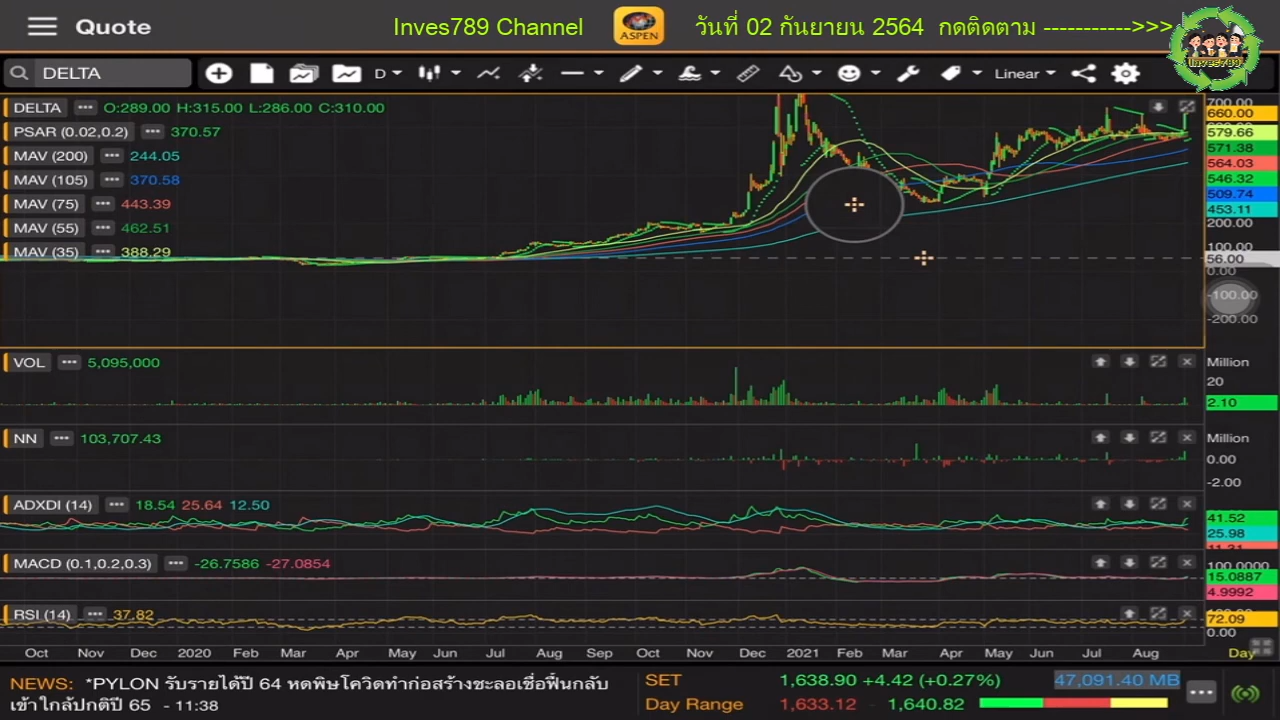 Quote
Inves789 Channel
ASPEN
วันที่ 02 กันยายน 2564 กดติดตาม ----------->>>
Inves789
DELTA
D
Linear
DELTA ••• O:289.00 H:315.00 L:286.00 C:310.00
PSAR (0.02,0.2) ••• 370.57
MAV (200) ••• 244.05
MAV (105) ••• 370.58
MAV (75) ••• 443.39
MAV (55) ••• 462.51
MAV (35) ••• 388.29
700.00
660.00
579.66
571.38
564.03
546.32
509.74
453.11
200.00
100.00
56.00
0.00
-100.00
-200.00
VOL ••• 5,095,000
Million
20
2.10
NN ••• 103,707.43
Million
0.00
-2.00
ADXDI (14) ••• 18.54 25.64 12.50
41.52
25.98
MACD (0.1,0.2,0.3) ••• -26.7586 -27.0854
100.0000
15.0887
4.9992
RSI (14) ••• 37.82
72.09
0.00
Oct Nov Dec 2020 Feb Mar Apr May Jun Jul Aug Sep Oct Nov Dec 2021 Feb Mar Apr May Jun Jul Aug Day
NEWS: *PYLON รับรายได้ปี 64 หดพิษโควิดทำก่อสร้างชะลอเชื่อฟื้นกลับ
เข้าใกล้ปกติปี 65 - 11:38
SET 1,638.90 +4.42 (+0.27%) 47,091.40 MB
Day Range 1,633.12 - 1,640.82